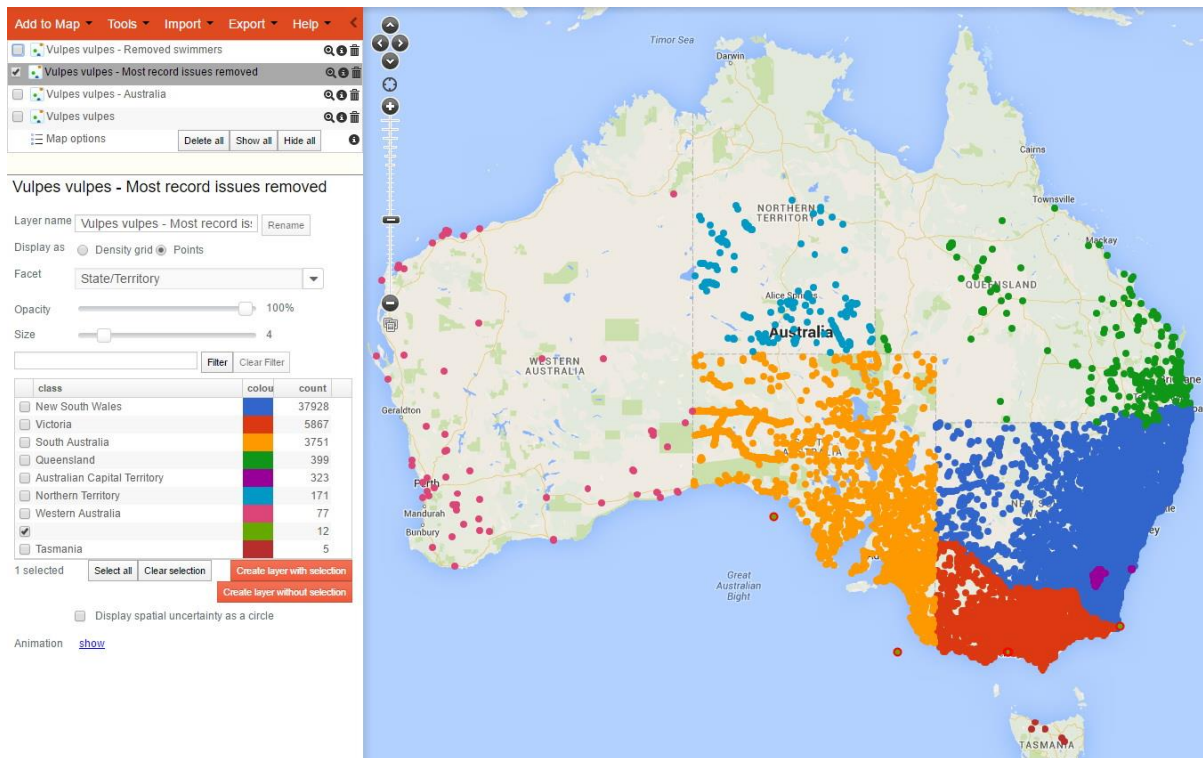 Add to Map Tools Import Export Help
Vulpes vulpes - Removed swimmers
Vulpes vulpes - Most record issues removed
Vulpes vulpes - Australia
Vulpes vulpes
Map options Delete all Show all Hide all
Vulpes vulpes - Most record issues removed
Layer name Vulpes vulpes - Most record is: Rename
Display as Density grid Points
Facet State/Territory
Opacity 100%
Size 4
Filter Clear Filter
class colou count
New South Wales 37928
Victoria 5867
South Australia 3751
Queensland 399
Australian Capital Territory 323
Northern Territory 171
Western Australia 77
12
Tasmania 5
1 selected Select all Clear selection Create layer with selection
Create layer without selection
Display spatial uncertainty as a circle
Animation show
Timor Sea
Darwin
Cairns
Townsville
NORTHERN
TERRITORY
Mackay
QUEENSLAND
Alice Springs
Australia
WESTERN
AUSTRALIA
Geraldton
Perth
Mandurah
Bunbury
Great
Australian
Bight
TASMANIA